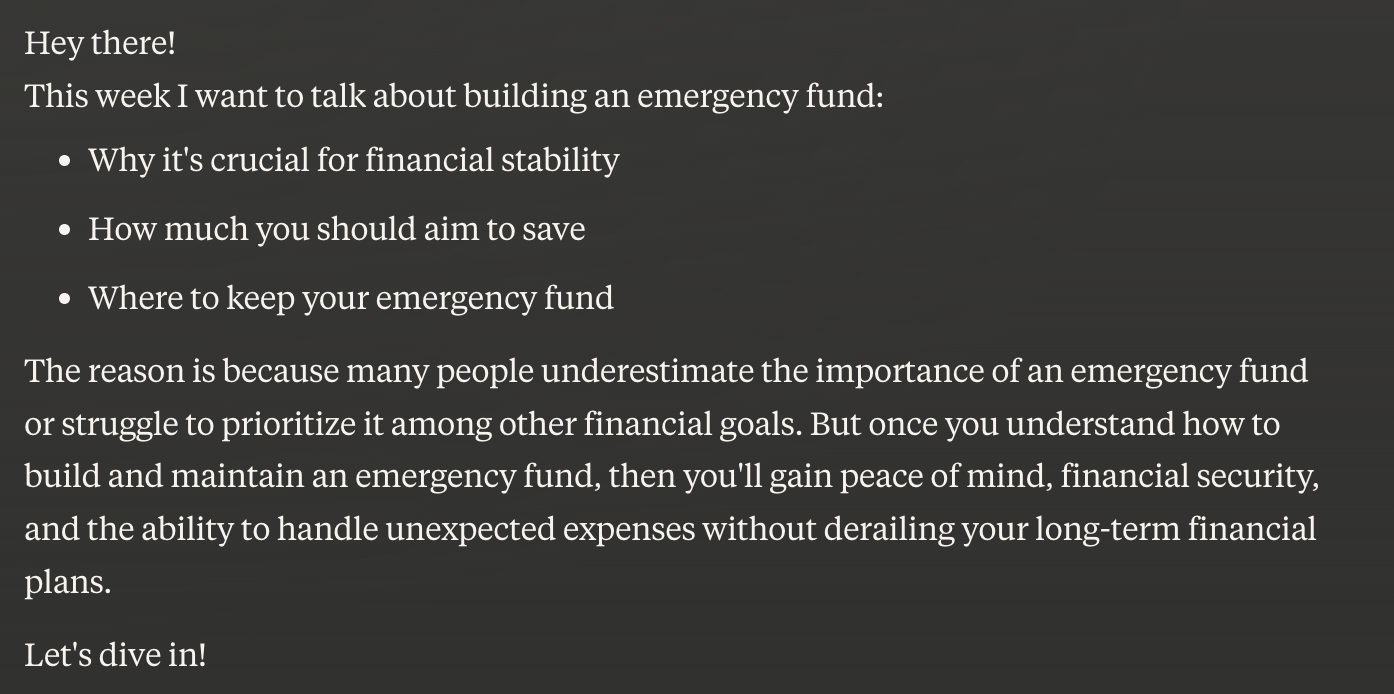 Hey there!
This week I want to talk about building an emergency fund:
• Why it's crucial for financial stability
• How much you should aim to save
• Where to keep your emergency fund
The reason is because many people underestimate the importance of an emergency fund
or struggle to prioritize it among other financial goals. But once you understand how to
build and maintain an emergency fund, then you'll gain peace of mind, financial security,
and the ability to handle unexpected expenses without derailing your long-term financial
plans.
Let's dive in!